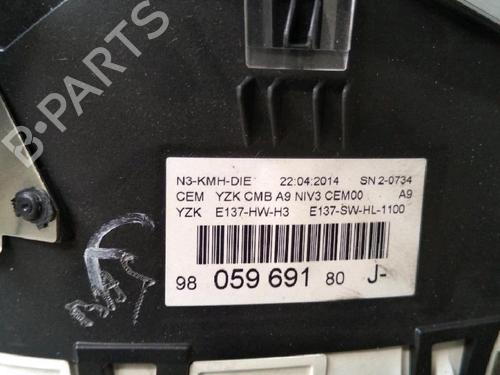 B-PARTS
N3-KMH-DIE 22:04:2014 SN 2-0734
CEM YZK CMB A9 NIV3 CEM00 A9
YZK E137-HW-H3 E137-SW-HL-1100
98 059 691 80 J-